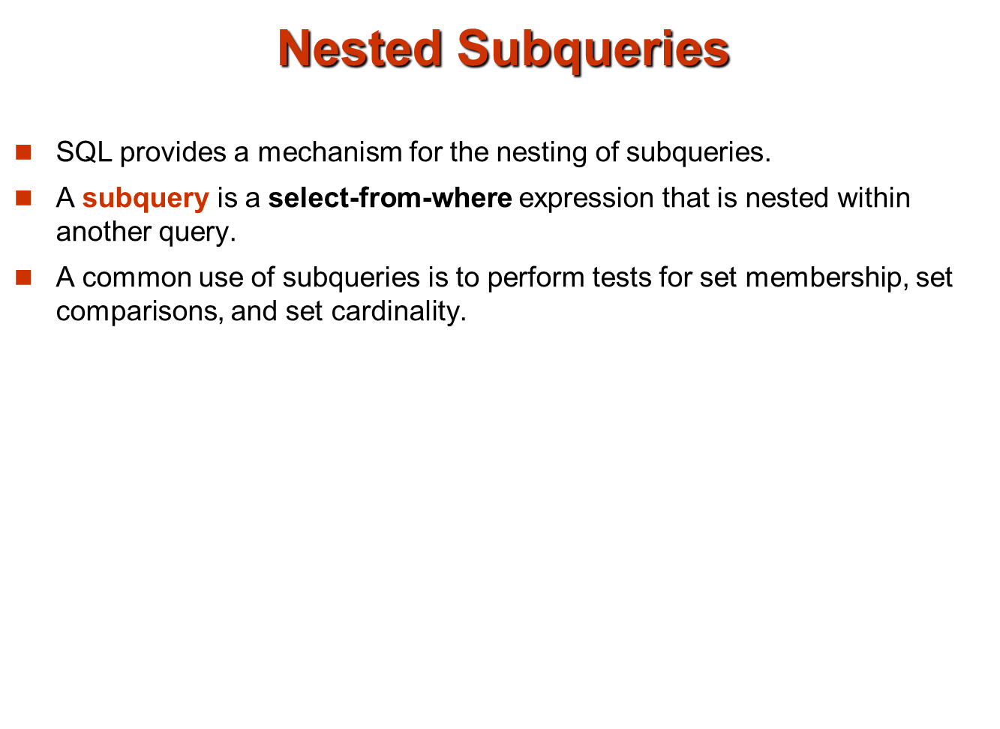 Nested Subqueries
SQL provides a mechanism for the nesting of subqueries.
A subquery is a select-from-where expression that is nested within
another query.
A common use of subqueries is to perform tests for set membership, set
comparisons, and set cardinality.